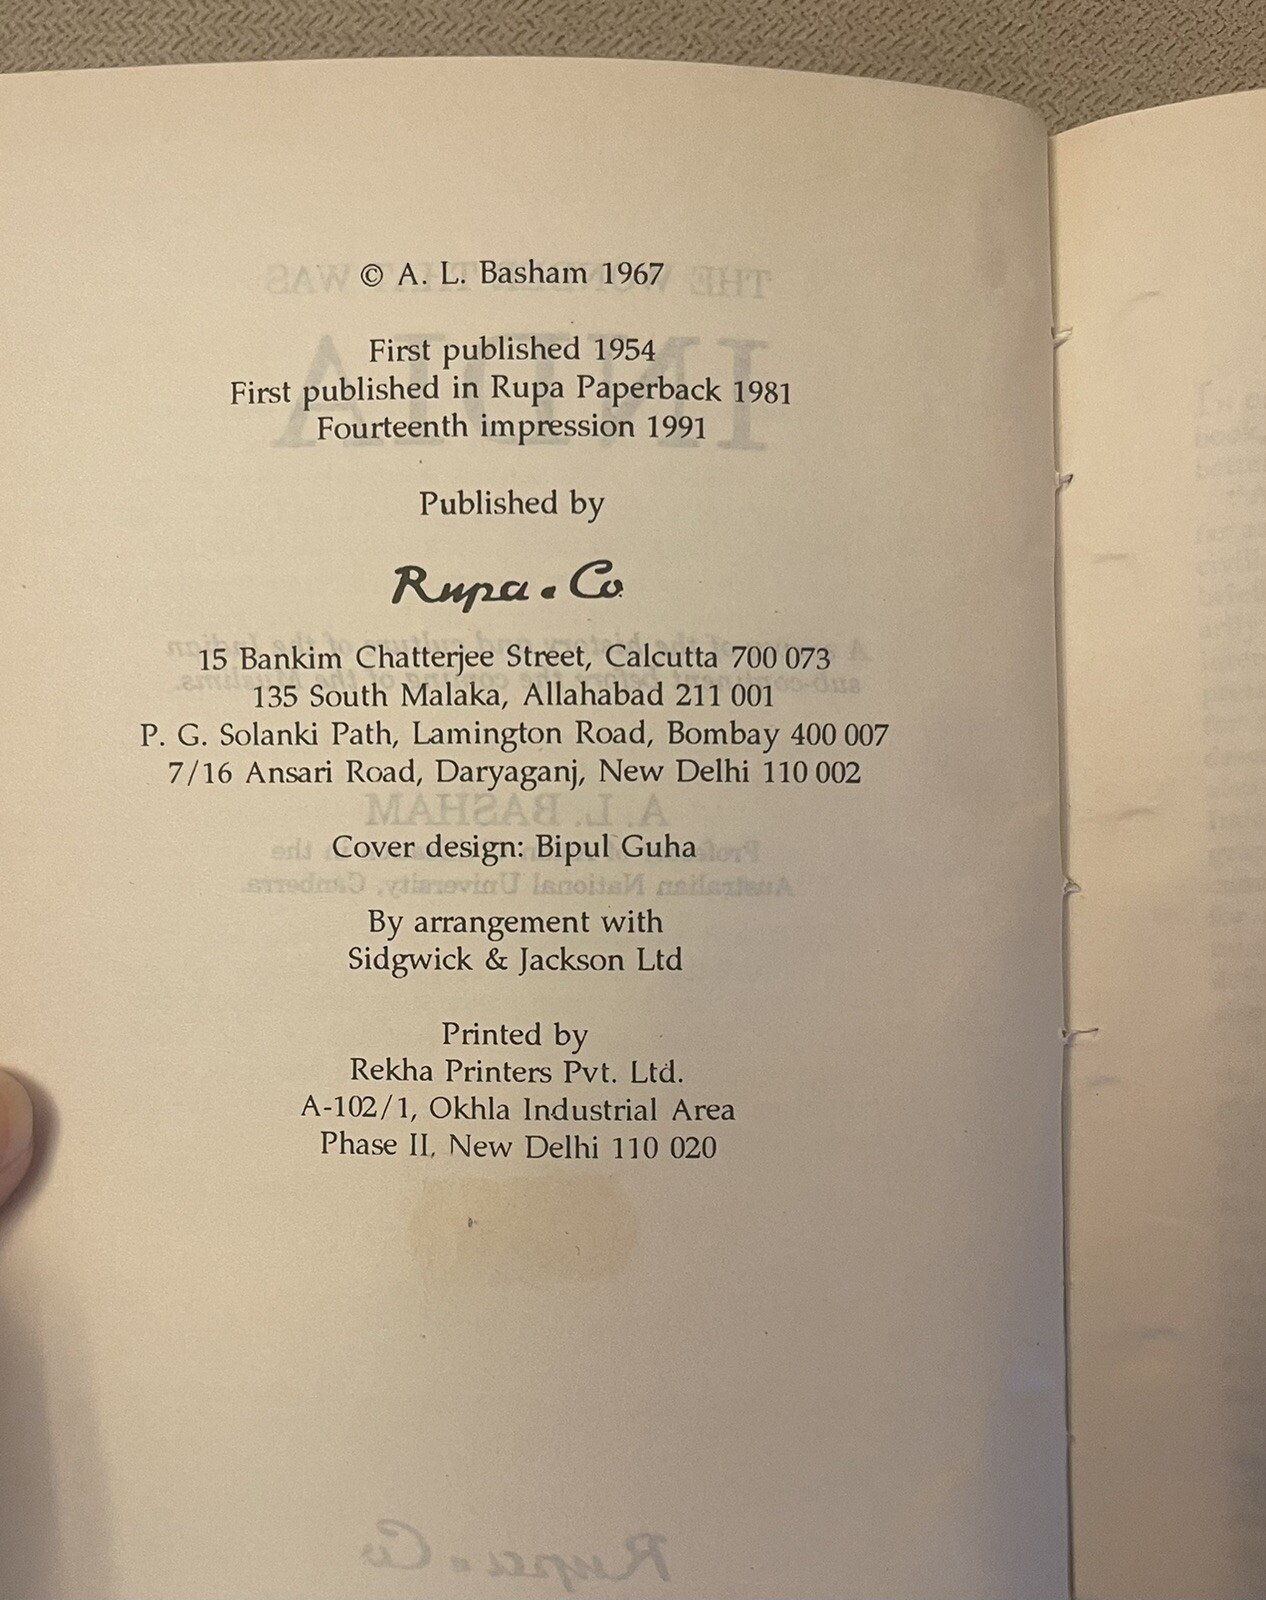 © A. L. Basham 1967
First published 1954
First published in Rupa Paperback 1981
Fourteenth impression 1991
Published by
Rupa . Co
15 Bankim Chatterjee Street, Calcutta 700 073
135 South Malaka, Allahabad 211 001
P. G. Solanki Path, Lamington Road, Bombay 400 007
7/16 Ansari Road, Daryaganj, New Delhi 110 002
Cover design: Bipul Guha
By arrangement with
Sidgwick & Jackson Ltd
Printed by
Rekha Printers Pvt. Ltd.
A-102/1, Okhla Industrial Area
Phase II, New Delhi 110 020